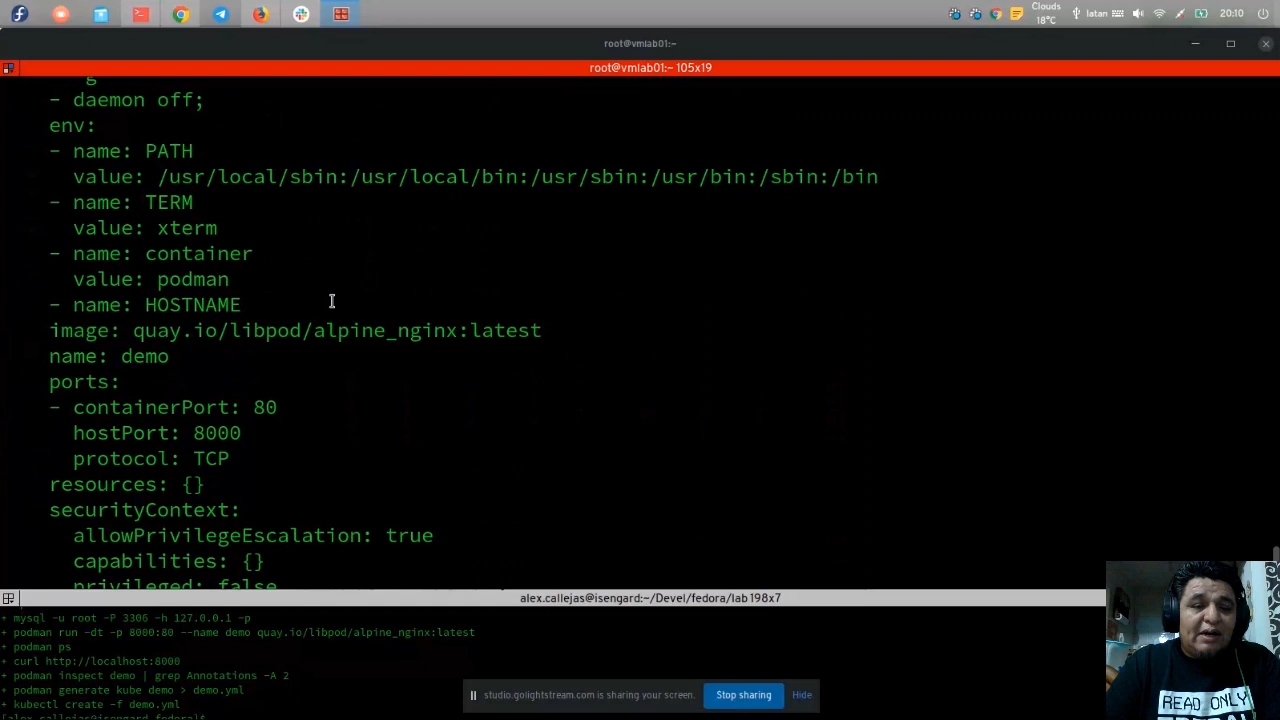 Clouds
18°C
latan
20:10
root@vmlab01:~
root@vmlab01:~ 105x19
g
- daemon off;
env:
- name: PATH
value: /usr/local/sbin:/usr/local/bin:/usr/sbin:/usr/bin:/sbin:/bin
- name: TERM
value: xterm
- name: container
value: podman
- name: HOSTNAME
image: quay.io/libpod/alpine_nginx:latest
name: demo
ports:
- containerPort: 80
hostPort: 8000
protocol: TCP
resources: {}
securityContext:
allowPrivilegeEscalation: true
capabilities: {}
privileged: false
alex.callejas@isengard:~/Devel/fedora/lab 198x7
+ mysql -u root -P 3306 -h 127.0.0.1 -p
+ podman run -dt -p 8000:80 --name demo quay.io/libpod/alpine_nginx:latest
+ podman ps
+ curl http://localhost:8000
+ podman inspect demo | grep Annotations -A 2
+ podman generate kube demo > demo.yml
+ kubectl create -f demo.yml
studio.golightstream.com is sharing your screen.
Stop sharing
Hide
READ ONLY